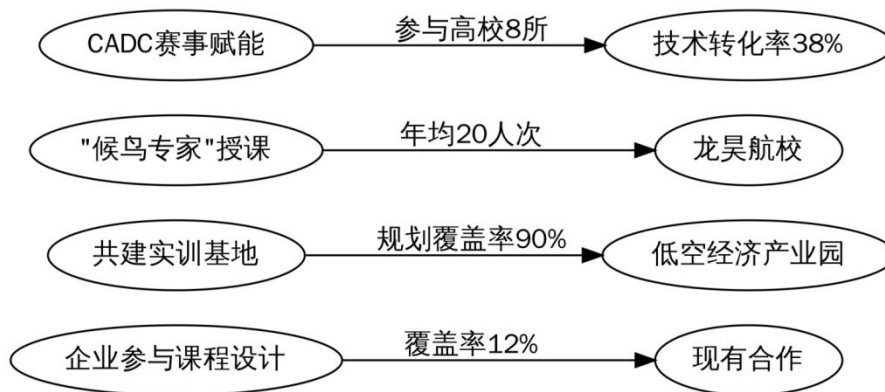 CADC赛事赋能 参与高校8所 技术转化率38%
"候鸟专家"授课 年均20人次 龙昊航校
共建实训基地 规划覆盖率90% 低空经济产业园
企业参与课程设计 覆盖率12% 现有合作